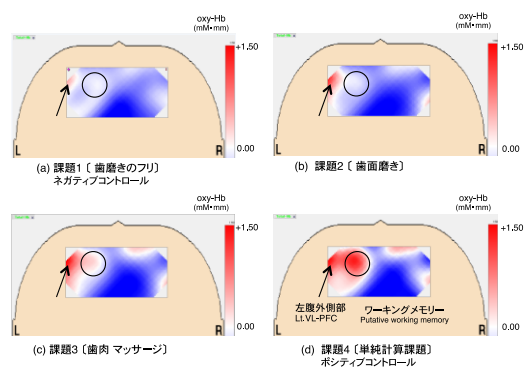 oxy-Hb
(mM・mm)
+1.50
0.00
L
R
(a) 課題1〔 歯磨きのフリ〕
ネガティブコントロール
oxy-Hb
(mM・mm)
+1.50
0.00
L
R
(b) 課題2〔 歯面磨き〕
oxy-Hb
(mM・mm)
+1.50
0.00
L
R
(c) 課題3〔歯肉 マッサージ〕
oxy-Hb
(mM・mm)
+1.50
0.00
左腹外側部
Lt.VL-PFC
ワーキングメモリー
Putative working memory
L
R
(d) 課題4〔単純計算課題〕
ポシティブコントロール